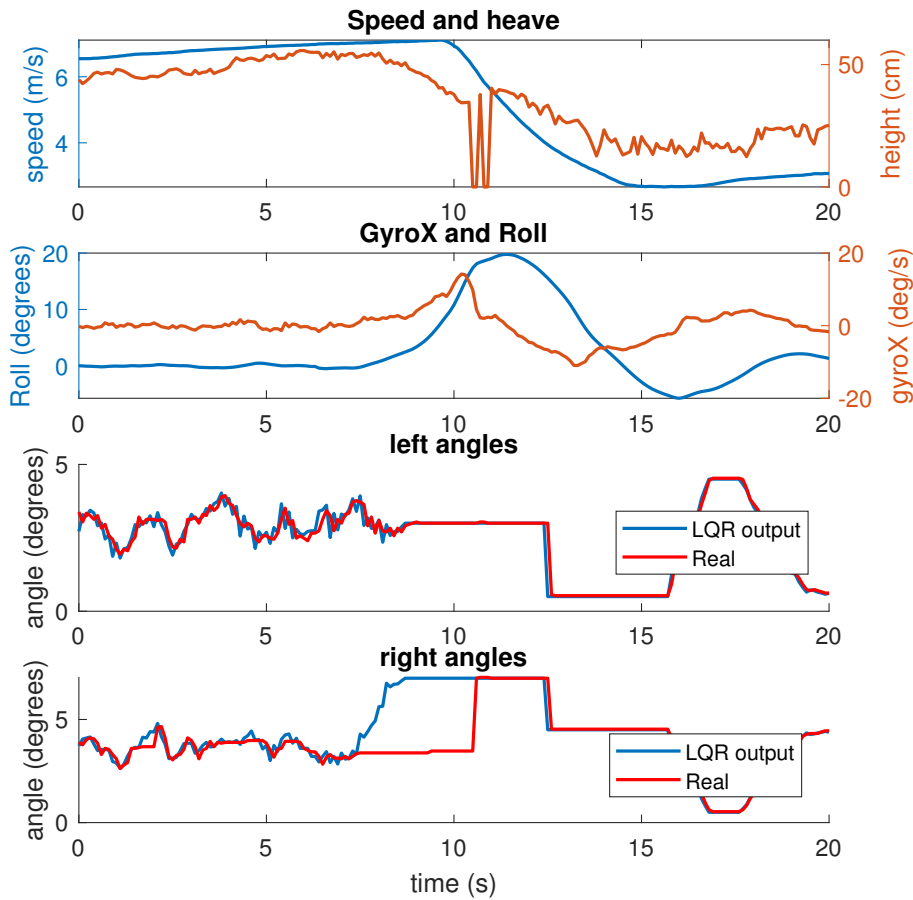 Speed and heave
speed (m/s)
6
4
50
0
height (cm)
0 5 10 15 20
GyroX and Roll
Roll (degrees)
20
10
0
20
0
-20
gyroX (deg/s)
0 5 10 15 20
left angles
angle (degrees)
5
0
LQR output
Real
0 5 10 15 20
right angles
angle (degrees)
5
0
LQR output
Real
0 5 10 15 20
time (s)